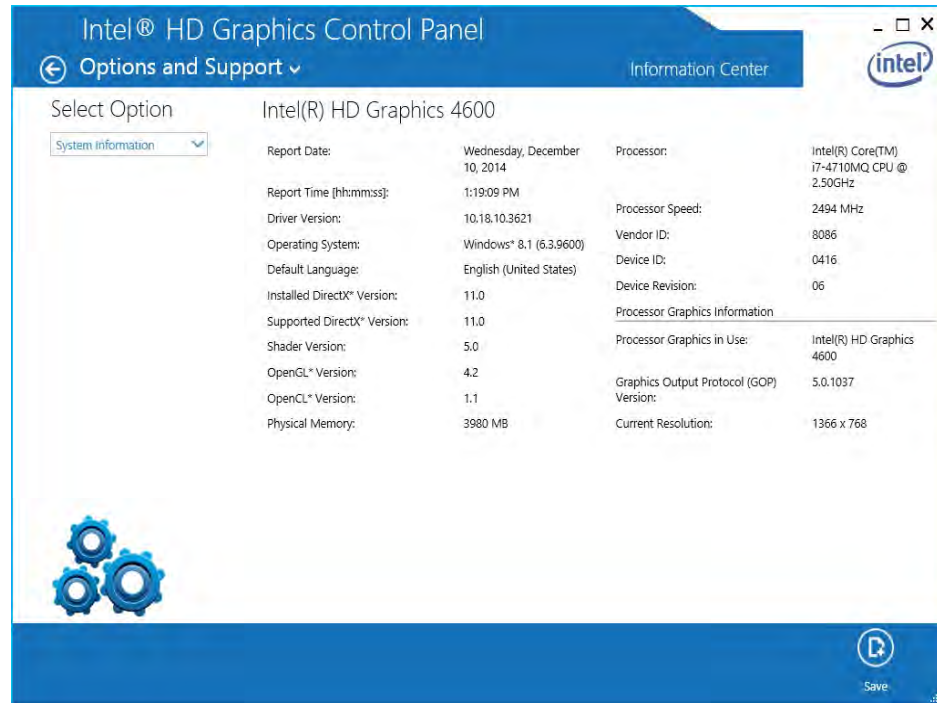 Intel® HD Graphics Control Panel
Options and Support
Information Center
intel
Select Option
System Information
Intel(R) HD Graphics 4600
Report Date: Wednesday, December
10, 2014
Report Time [hh:mm:ss]: 1:19:09 PM
Driver Version: 10.18.10.3621
Operating System: Windows* 8.1 (6.3.9600)
Default Language: English (United States)
Installed DirectX* Version: 11.0
Supported DirectX* Version: 11.0
Shader Version: 5.0
OpenGL* Version: 4.2
OpenCL* Version: 1.1
Physical Memory: 3980 MB
Processor: Intel(R) Core(TM)
i7-4710MQ CPU @
2.50GHz
Processor Speed: 2494 MHz
Vendor ID: 8086
Device ID: 0416
Device Revision: 06
Processor Graphics Information
Processor Graphics in Use: Intel(R) HD Graphics
4600
Graphics Output Protocol (GOP) 5.0.1037
Version:
Current Resolution: 1366 x 768
Save